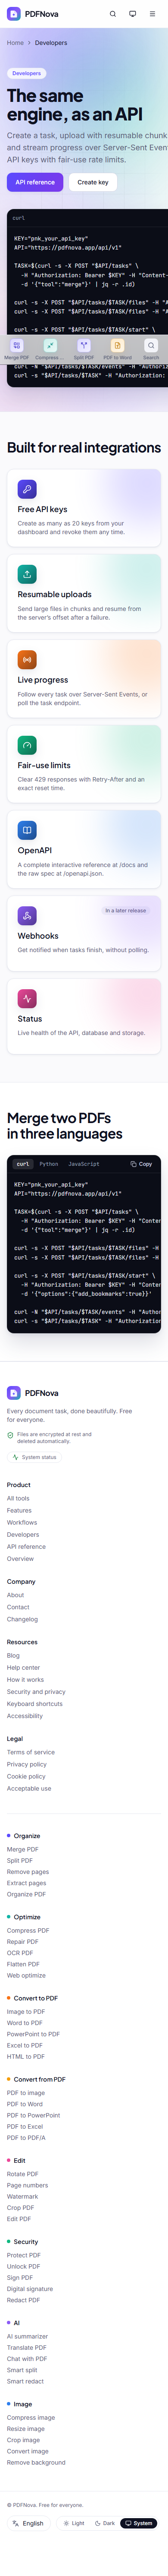 PDFNova
Home > Developers
Developers
The same
engine, as an API
Create a task, upload with resumable chunk
and stream progress over Server-Sent Event
API keys with fair-use rate limits.
API reference
Create key
curl
KEY="pnk_your_api_key"
API="https://pdfnova.app/api/v1"
TASK=$(curl -s -X POST "$API/tasks" \
-H "Authorization: Bearer $KEY" -H "Content-
-d '{"tool":"merge"}' | jq -r .id)
curl -s -X POST "$API/tasks/$TASK/files" -H "A
curl -s -X POST "$API/tasks/$TASK/files" -H "A
curl -s -X POST "$API/tasks/$TASK/start" \
Merge PDF
Compress ...
Split PDF
PDF to Word
Search
curl -N "$API/tasks/$TASK/events" -H "Authoriz
curl -s "$API/tasks/$TASK" -H "Authorization:
Built for real integrations
Free API keys
Create as many as 20 keys from your
dashboard and revoke them any time.
Resumable uploads
Send large files in chunks and resume from
the server's offset after a failure.
Live progress
Follow every task over Server-Sent Events, or
poll the task endpoint.
Fair-use limits
Clear 429 responses with Retry-After and an
exact reset time.
OpenAPI
A complete interactive reference at /docs and
the raw spec at /openapi.json.
In a later release
Webhooks
Get notified when tasks finish, without polling.
Status
Live health of the API, database and storage.
Merge two PDFs
in three languages
curl
Python
JavaScript
Copy
KEY="pnk_your_api_key"
API="https://pdfnova.app/api/v1"
TASK=$(curl -s -X POST "$API/tasks" \
-H "Authorization: Bearer $KEY" -H "Conten
-d '{"tool":"merge"}' | jq -r .id)
curl -s -X POST "$API/tasks/$TASK/files" -H
curl -s -X POST "$API/tasks/$TASK/files" -H
curl -s -X POST "$API/tasks/$TASK/start" \
-H "Authorization: Bearer $KEY" -H "Conten
-d '{"options":{"add_bookmarks":true}}'
curl -N "$API/tasks/$TASK/events" -H "Author
curl -s "$API/tasks/$TASK" -H "Authorization
PDFNova
Every document task, done beautifully. Free
for everyone.
Files are encrypted at rest and
deleted automatically.
System status
Product
All tools
Features
Workflows
Developers
API reference
Overview
Company
About
Contact
Changelog
Resources
Blog
Help center
How it works
Security and privacy
Keyboard shortcuts
Accessibility
Legal
Terms of service
Privacy policy
Cookie policy
Acceptable use
Organize
Merge PDF
Split PDF
Remove pages
Extract pages
Organize PDF
Optimize
Compress PDF
Repair PDF
OCR PDF
Flatten PDF
Web optimize
Convert to PDF
Image to PDF
Word to PDF
PowerPoint to PDF
Excel to PDF
HTML to PDF
Convert from PDF
PDF to image
PDF to Word
PDF to PowerPoint
PDF to Excel
PDF to PDF/A
Edit
Rotate PDF
Page numbers
Watermark
Crop PDF
Edit PDF
Security
Protect PDF
Unlock PDF
Sign PDF
Digital signature
Redact PDF
AI
AI summarizer
Translate PDF
Chat with PDF
Smart split
Smart redact
Image
Compress image
Resize image
Crop image
Convert image
Remove background
© PDFNova. Free for everyone.
English
Light
Dark
System